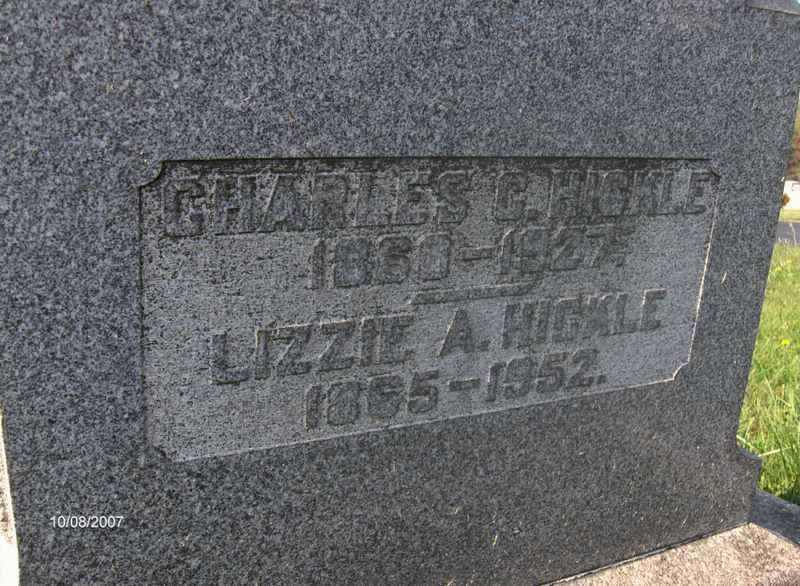 CHARLES C. HICKLE
1860-1927.
LIZZIE A. HICKLE
1865-1952.
10/08/2007